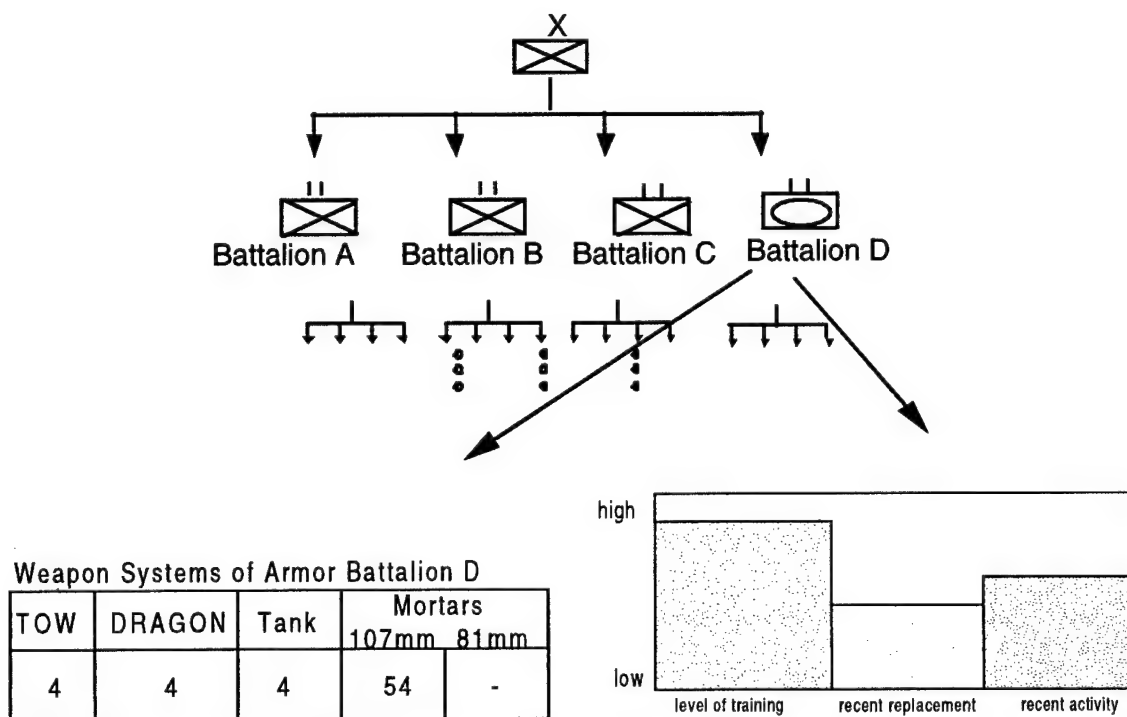 X
Battalion A Battalion B Battalion C Battalion D
Weapon Systems of Armor Battalion D
TOW DRAGON Tank Mortars
107mm 81mm
4 4 4 54 -
high
low
level of training recent replacement recent activity